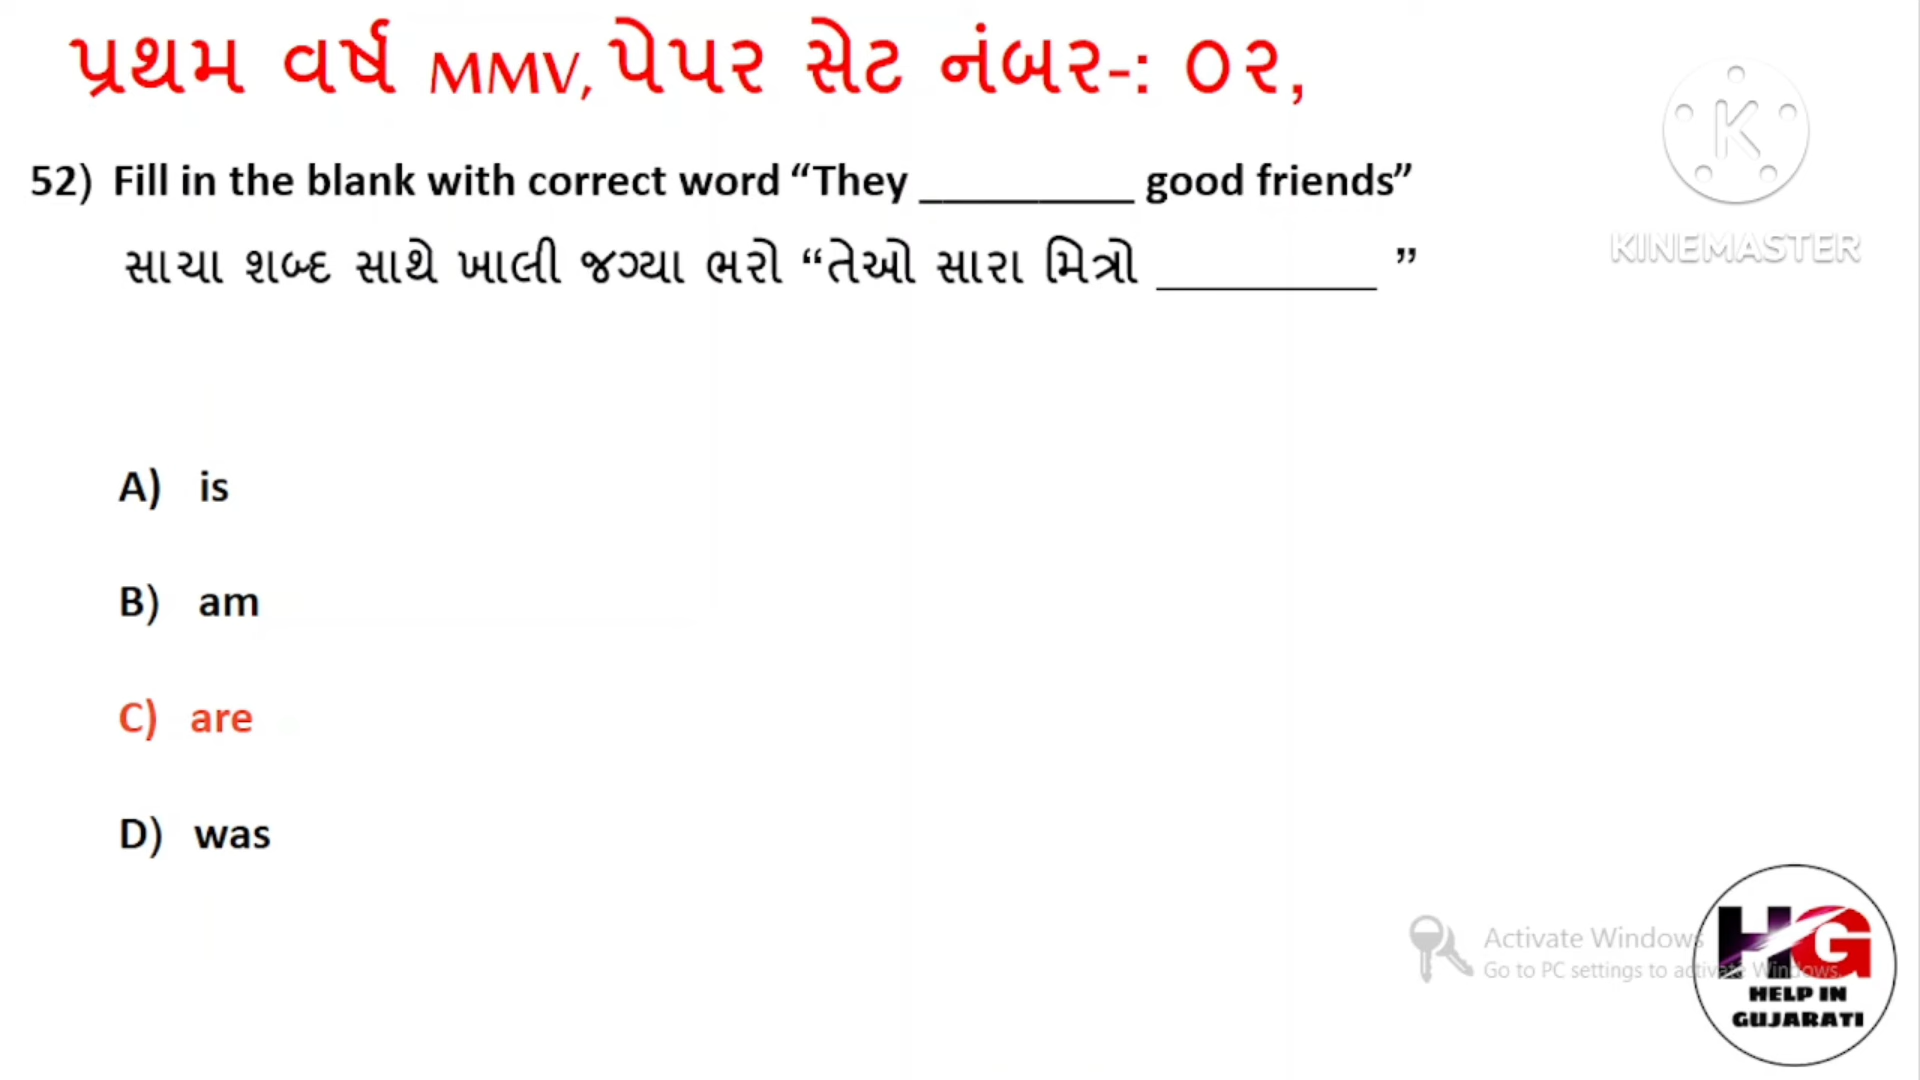 પ્રથમ વર્ષ MMV, પેપર સેટ નંબર-: ૦૨,
52) Fill in the blank with correct word “They _________ good friends”
સાચા શબ્દ સાથે ખાલી જગ્યા ભરો “તેઓ સારા મિત્રો _________ ”
A) is
B) am
C) are
D) was
K
KINEMASTER
Activate Windows
Go to PC settings to activate Windows.
HG
HELP IN
GUJARATI